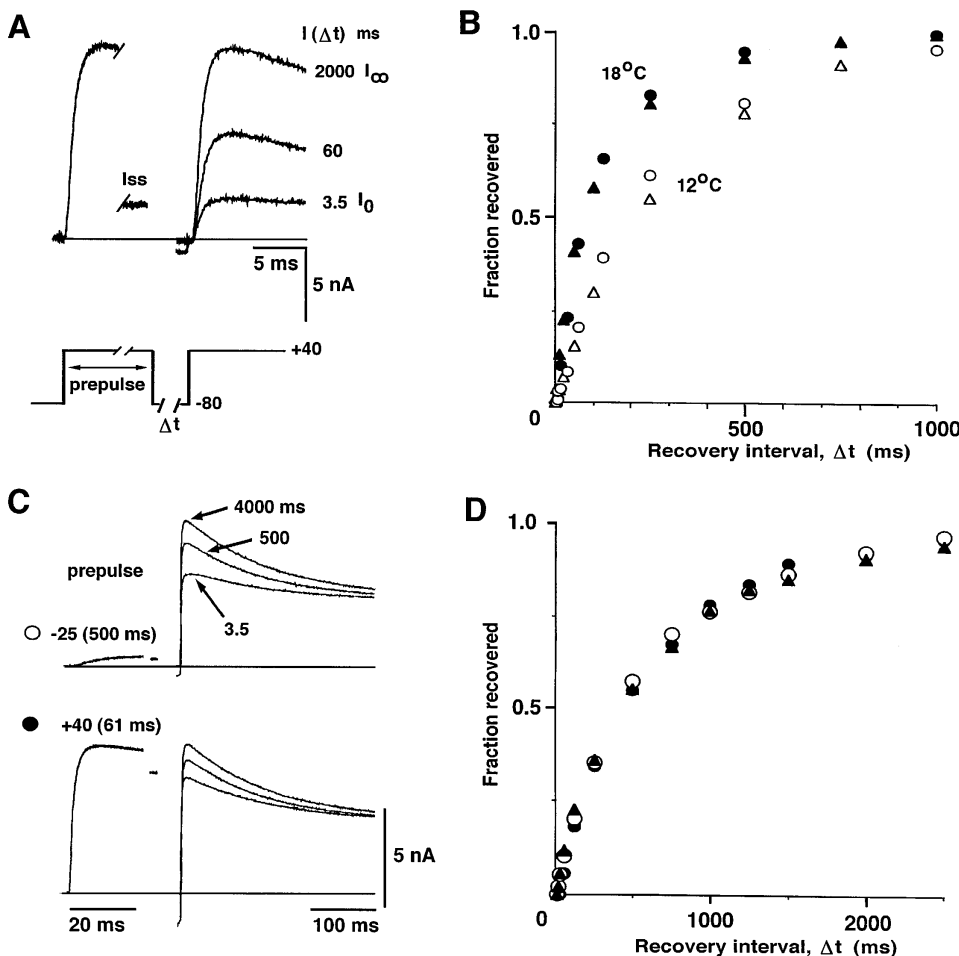 A
I (Δt) ms
2000 I∞
60
3.5 I0
Iss
5 ms
5 nA
+40
prepulse
-80
Δt
B
1.0
18°C
12°C
0.5
0
500
1000
Fraction recovered
Recovery interval, Δt (ms)
C
4000 ms
500
prepulse
3.5
-25 (500 ms)
+40 (61 ms)
5 nA
20 ms
100 ms
D
1.0
0.5
0
1000
2000
Fraction recovered
Recovery interval, Δt (ms)